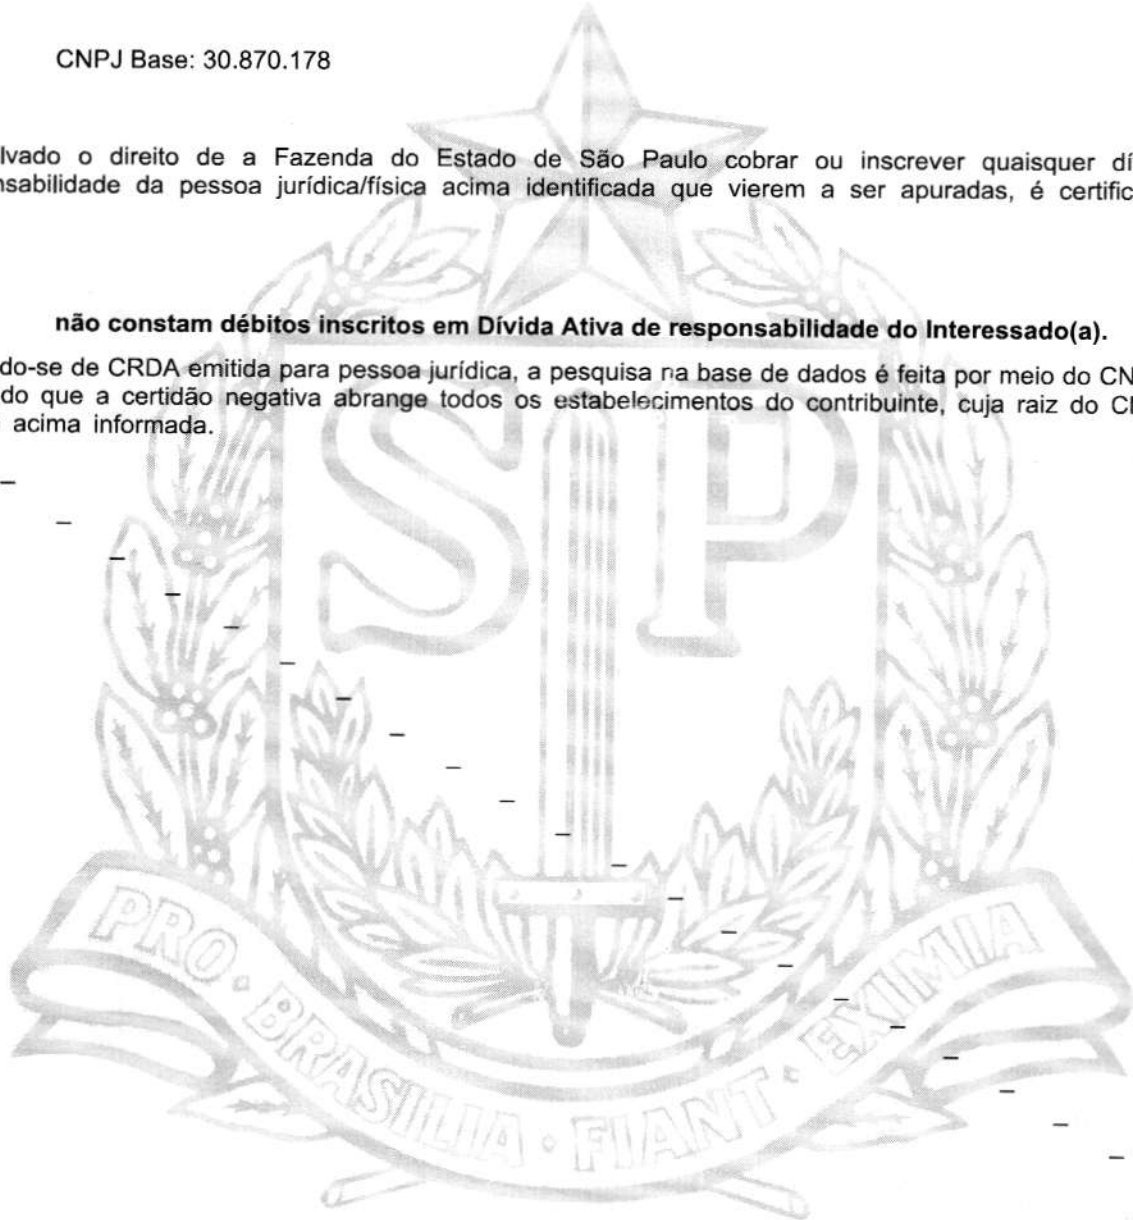 CNPJ Base: 30.870.178
lvado o direito de a Fazenda do Estado de São Paulo cobrar ou inscrever quaisquer dí
nsabilidade da pessoa jurídica/física acima identificada que vierem a ser apuradas, é certific
não constam débitos inscritos em Dívida Ativa de responsabilidade do Interessado(a).
do-se de CRDA emitida para pessoa jurídica, a pesquisa na base de dados é feita por meio do CN
do que a certidão negativa abrange todos os estabelecimentos do contribuinte, cuja raiz do C
acima informada.
SP
PRO · BRASILIA · FIANT · EXIMIA